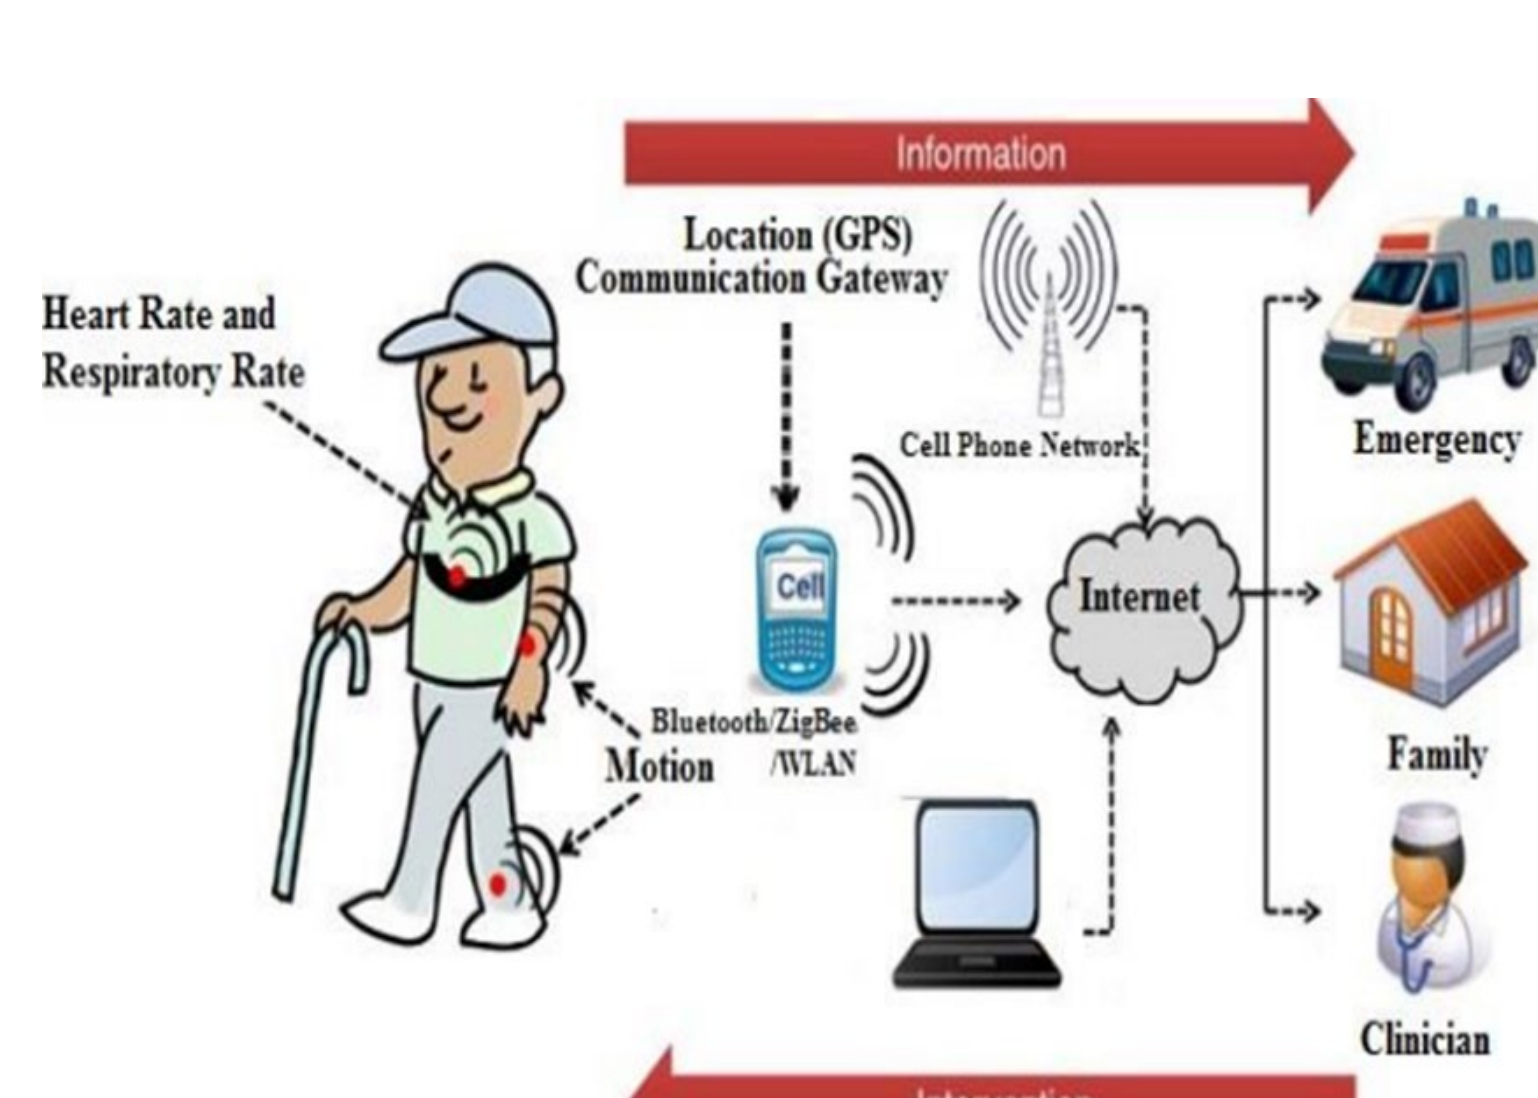 Information
Location (GPS)
Communication Gateway
Heart Rate and
Respiratory Rate
Cell Phone Network
Emergency
Cell
Internet
Bluetooth/ZigBee
/WLAN
Motion
Family
Clinician